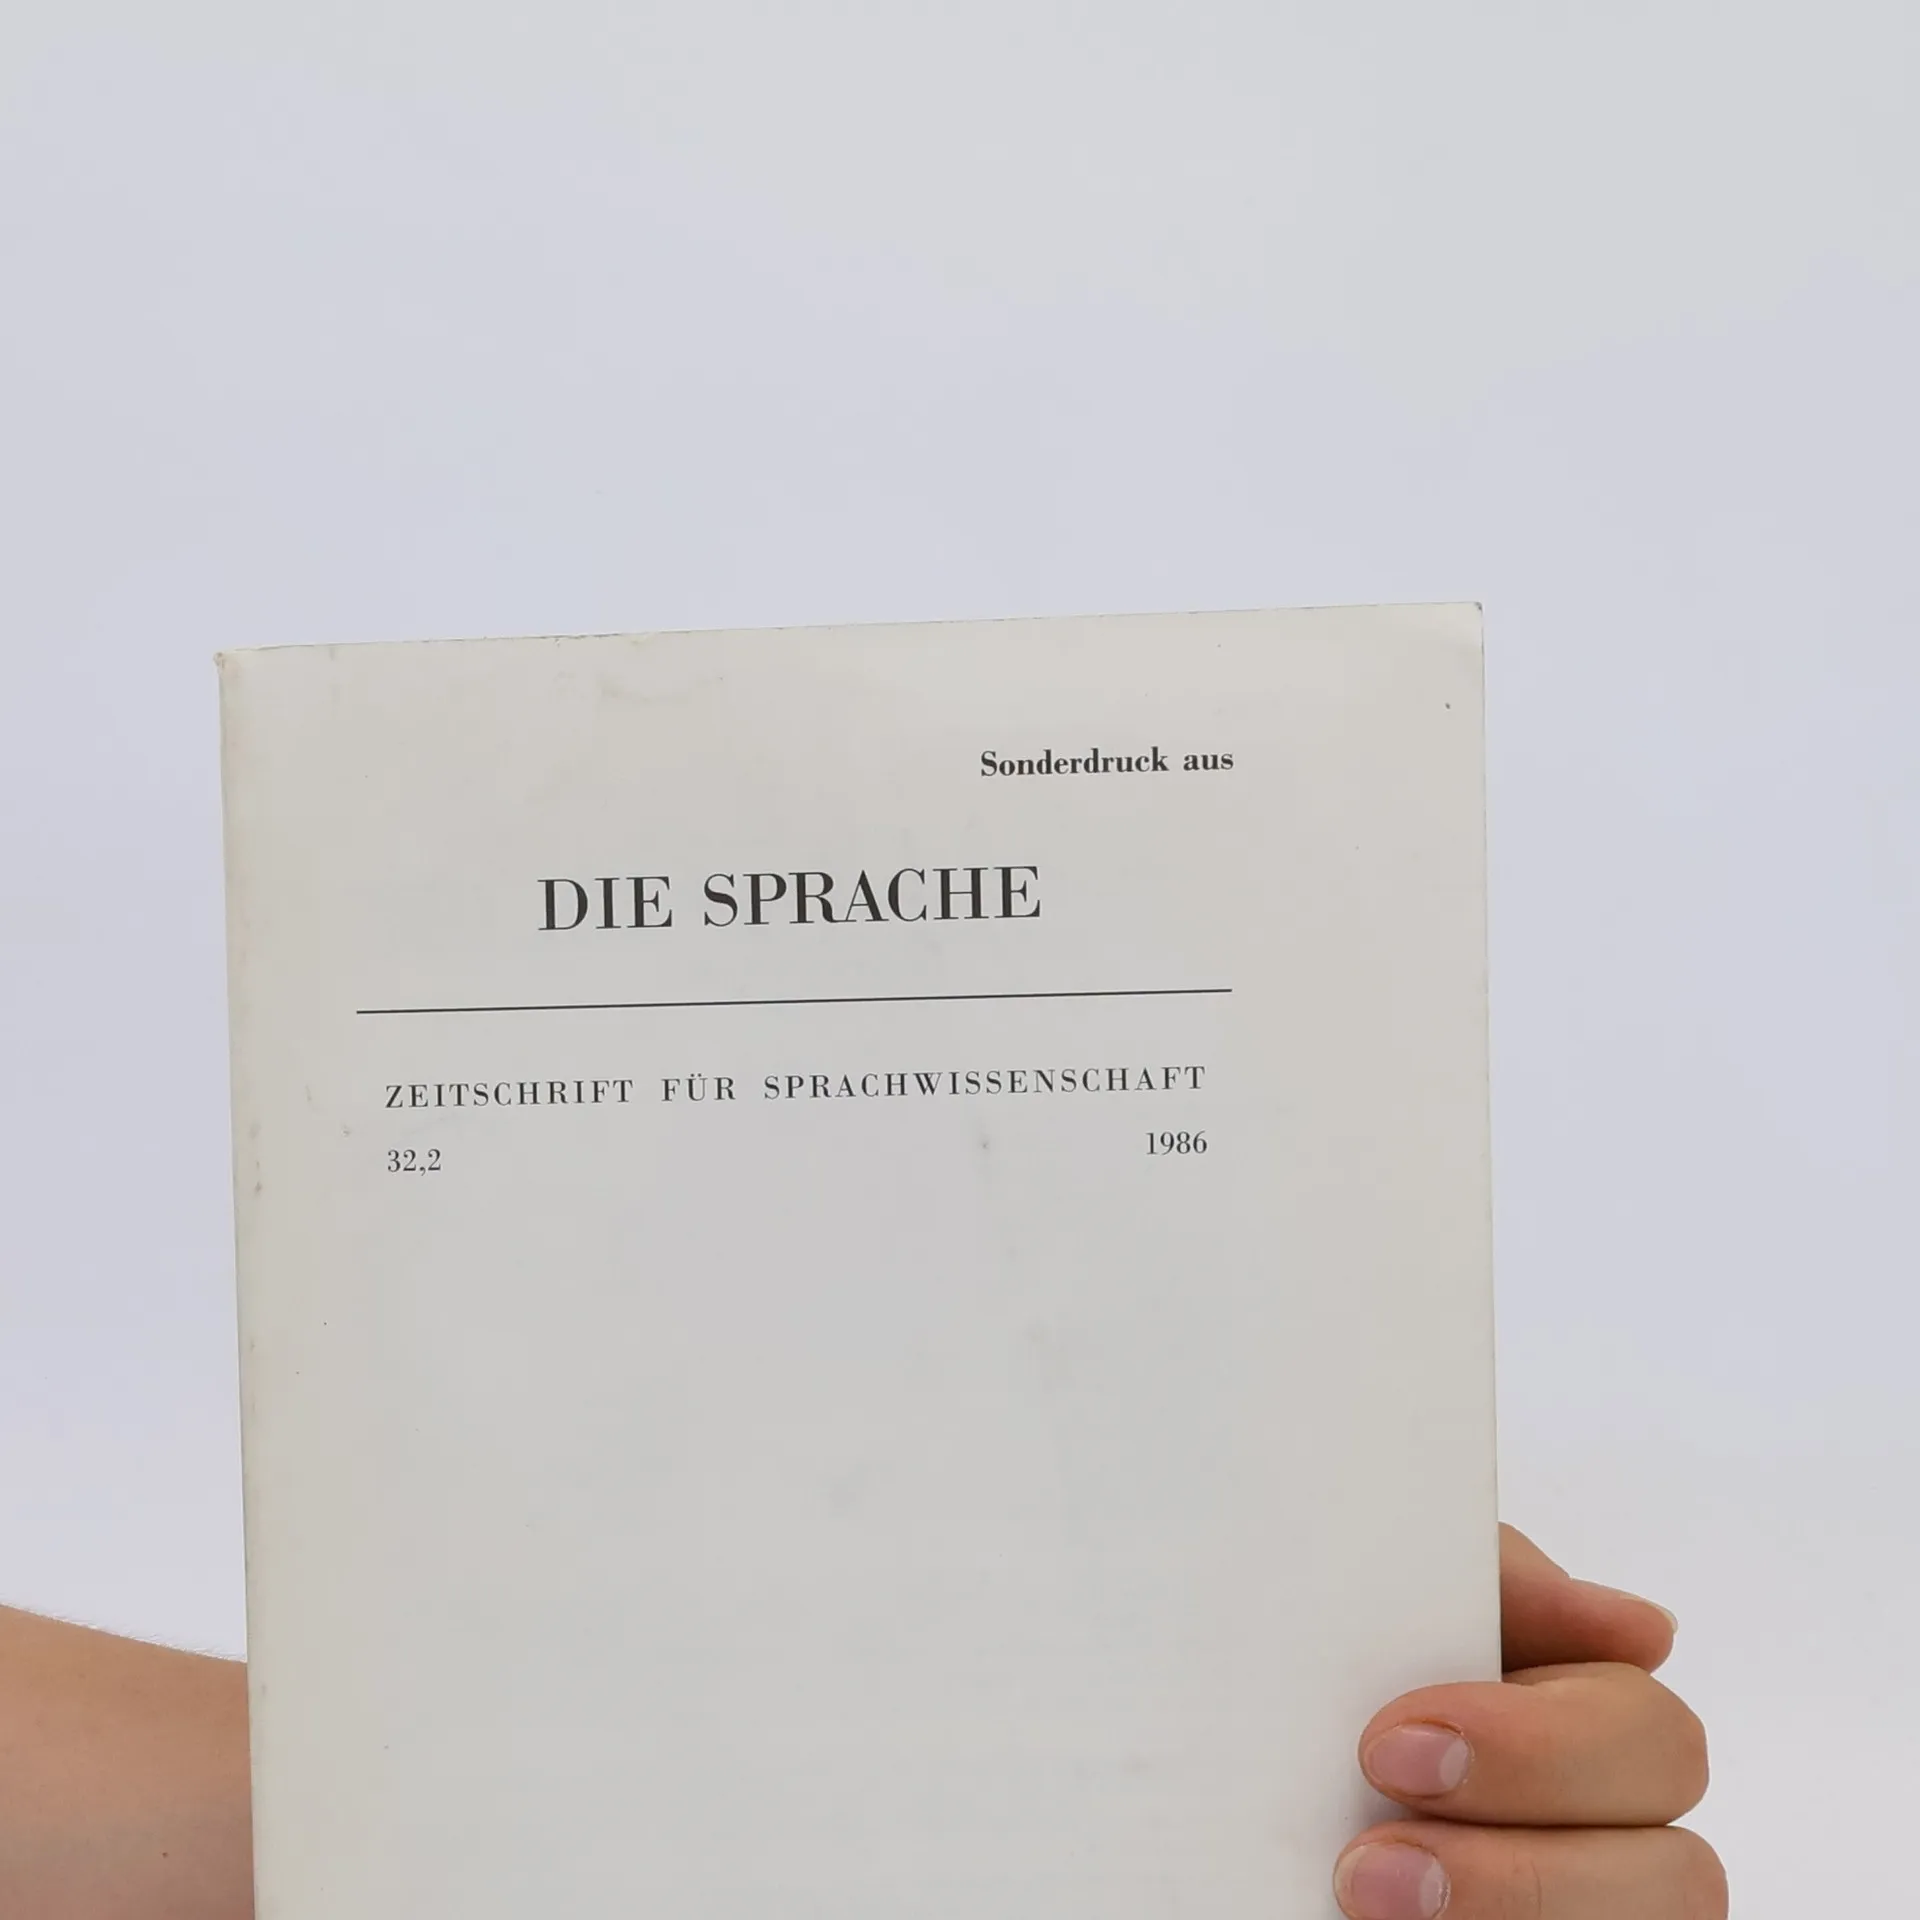 Sonderdruck aus
DIE SPRACHE
ZEITSCHRIFT FÜR SPRACHWISSENSCHAFT
32,2 1986